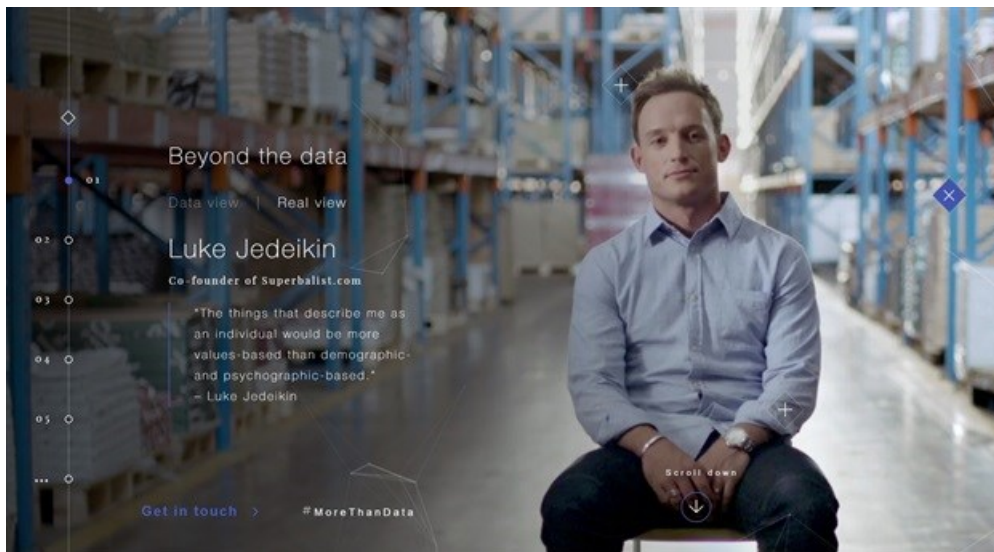 Beyond the data
01
Data view | Real view
02
Luke Jedeikin
Co-founder of Superbalist.com
03
"The things that describe me as
an individual would be more
values-based than demographic-
and psychographic-based."
– Luke Jedeikin
04
05
...
Scroll down
Get in touch
#MoreThanData